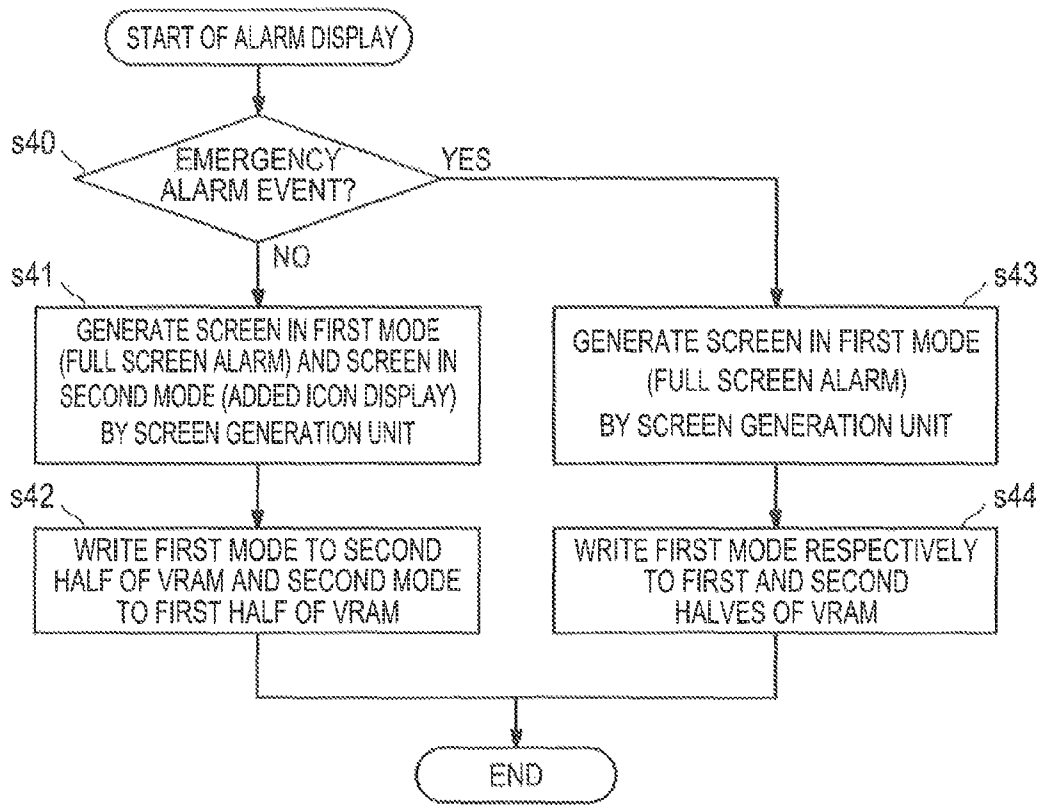 START OF ALARM DISPLAY
s40
EMERGENCY
ALARM EVENT?
YES
NO
s41
GENERATE SCREEN IN FIRST MODE
(FULL SCREEN ALARM) AND SCREEN IN
SECOND MODE (ADDED ICON DISPLAY)
BY SCREEN GENERATION UNIT
s43
GENERATE SCREEN IN FIRST MODE
(FULL SCREEN ALARM)
BY SCREEN GENERATION UNIT
s42
WRITE FIRST MODE TO SECOND
HALF OF VRAM AND SECOND MODE
TO FIRST HALF OF VRAM
s44
WRITE FIRST MODE RESPECTIVELY
TO FIRST AND SECOND
HALVES OF VRAM
END